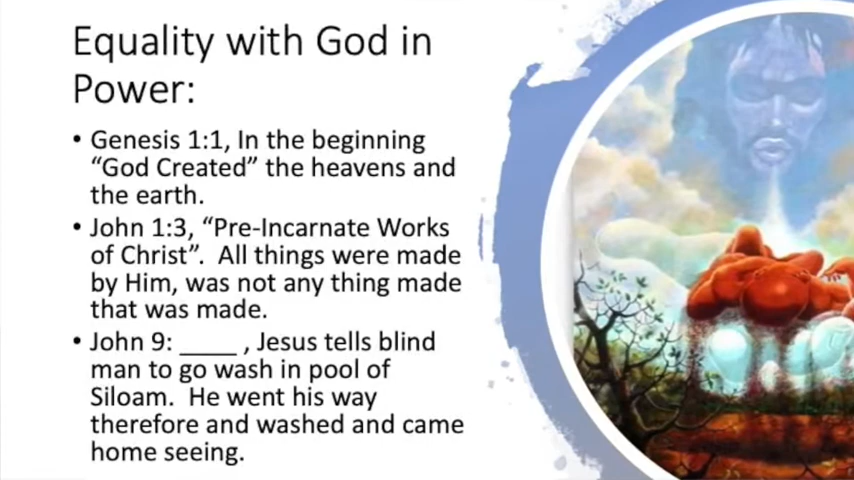 Equality with God in
Power:
• Genesis 1:1, In the beginning
“God Created” the heavens and
the earth.
• John 1:3, “Pre-Incarnate Works
of Christ”.  All things were made
by Him, was not any thing made
that was made.
• John 9: ____ , Jesus tells blind
man to go wash in pool of
Siloam.  He went his way
therefore and washed and came
home seeing.